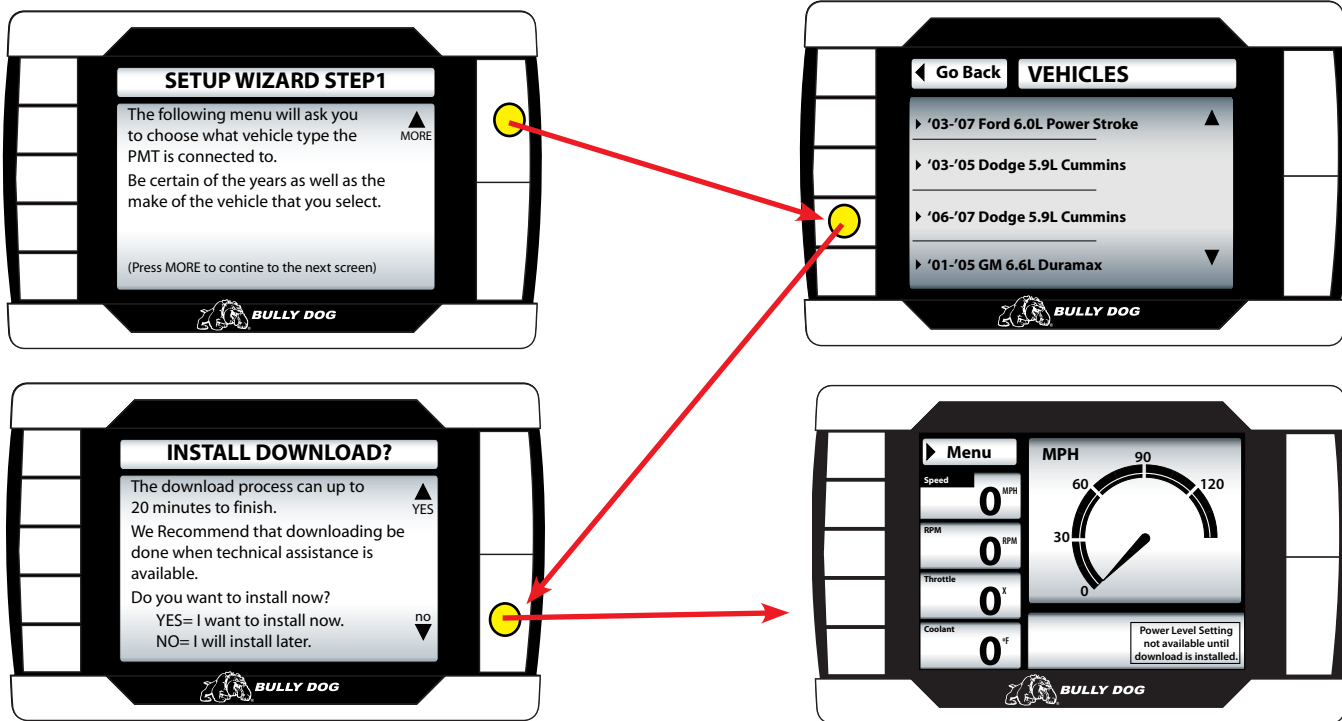 SETUP WIZARD STEP1
The following menu will ask you
to choose what vehicle type the
PMT is connected to.
Be certain of the years as well as the
make of the vehicle that you select.
(Press MORE to contine to the next screen)
MORE
BULLY DOG
Go Back
VEHICLES
‘03-’07 Ford 6.0L Power Stroke
‘03-’05 Dodge 5.9L Cummins
‘06-’07 Dodge 5.9L Cummins
‘01-’05 GM 6.6L Duramax
BULLY DOG
INSTALL DOWNLOAD?
The download process can up to
20 minutes to finish.
We Recommend that downloading be
done when technical assistance is
available.
Do you want to install now?
YES= I want to install now.
NO= I will install later.
YES
no
BULLY DOG
Menu
Speed
0 MPH
RPM
0 RPM
Throttle
0 X
Coolant
0 °F
MPH
0
30
60
90
120
Power Level Setting
not available until
download is installed.
BULLY DOG